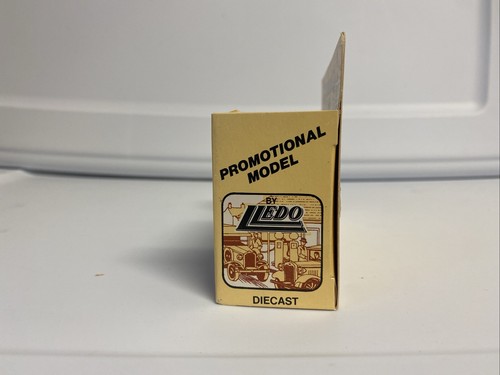 PROMOTIONAL
MODEL
BY
LLEDO
DIECAST